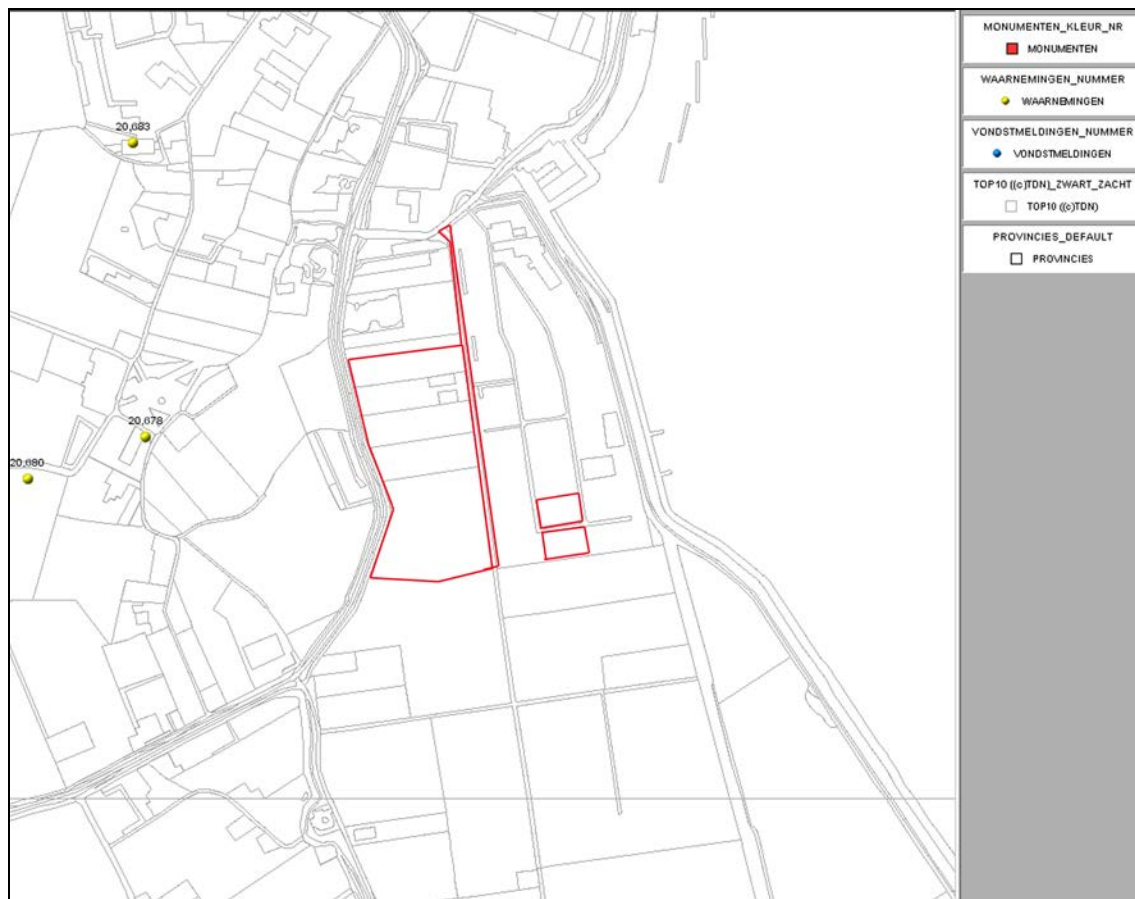 20,683
20,678
20,680
MONUMENTEN_KLEUR_NR
MONUMENTEN
WAARNEMINGEN_NUMMER
WAARNEMINGEN
VONDSTMELDINGEN_NUMMER
VONDSTMELDINGEN
TOP10 ((c)TDN)_ZWART_ZACHT
TOP10 ((c)TDN)
PROVINCIES_DEFAULT
PROVINCIES